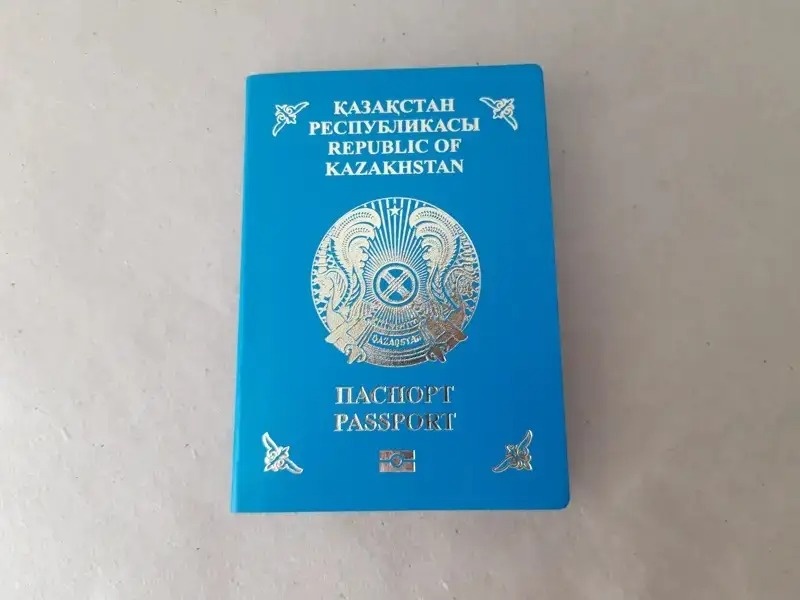 ҚАЗАҚСТАН
РЕСПУБЛИКАСЫ
REPUBLIC OF
KAZAKHSTAN
QAZAQSTAN
ПАСПОРТ
PASSPORT